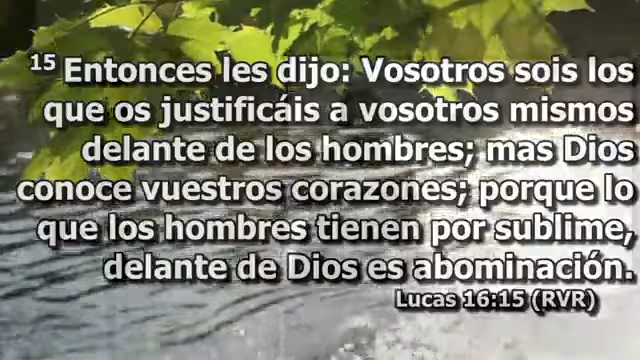 15 Entonces les dijo: Vosotros sois los
que os justificáis a vosotros mismos
delante de los hombres; mas Dios
conoce vuestros corazones; porque lo
que los hombres tienen por sublime,
delante de Dios es abominación.
Lucas 16:15 (RVR)